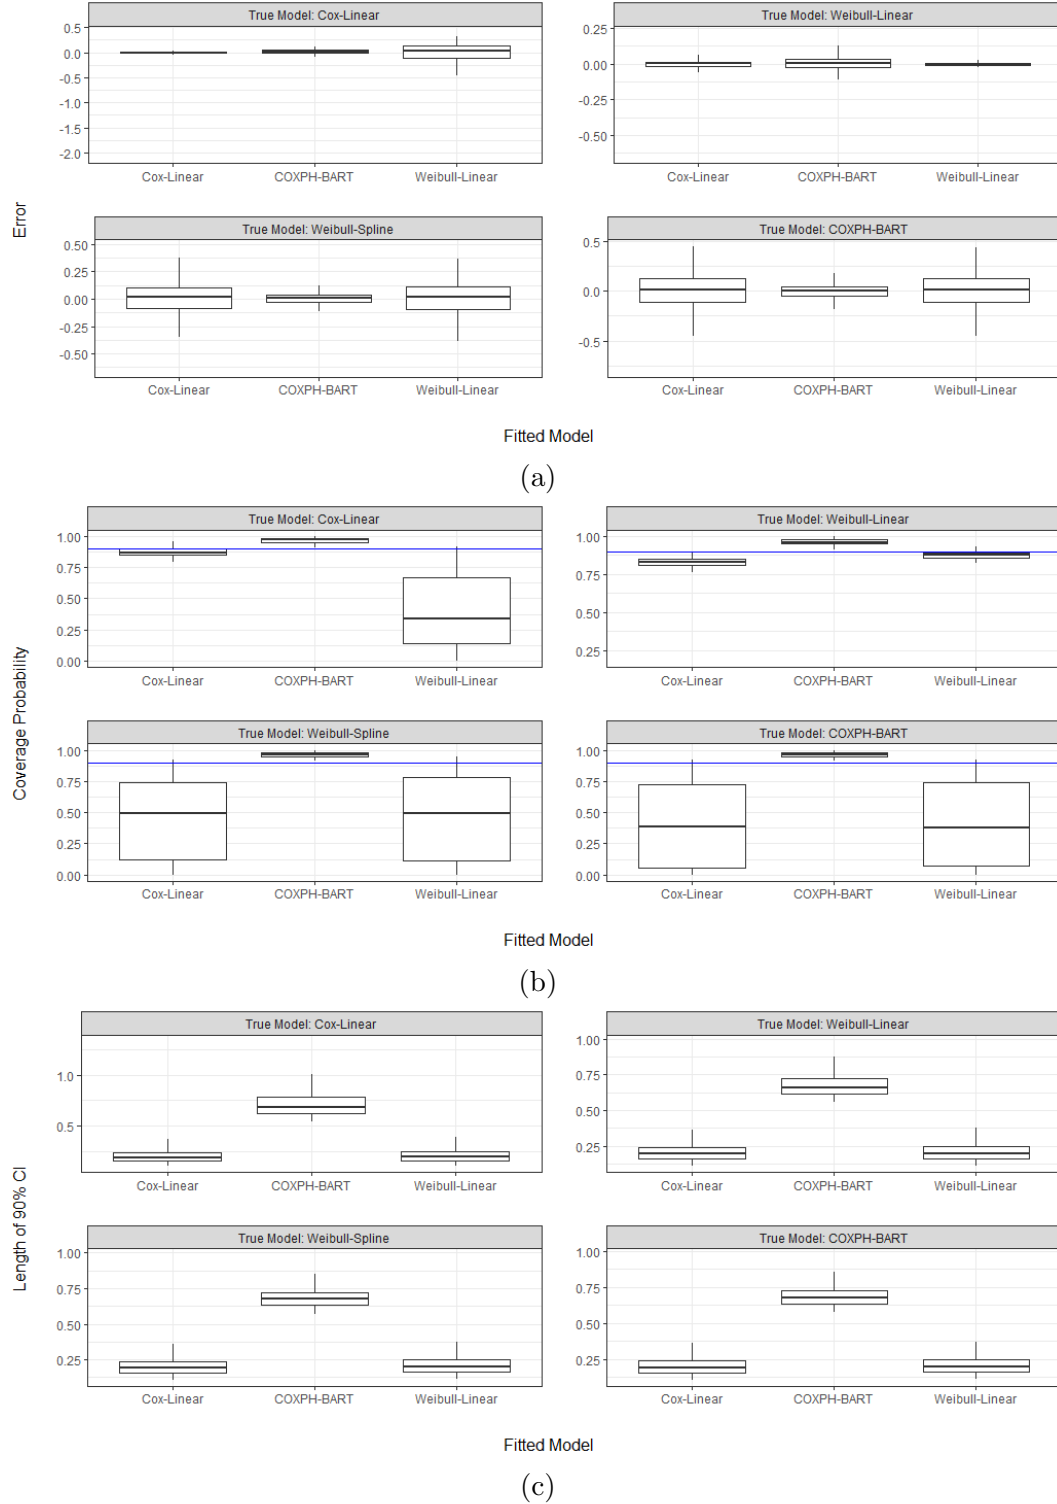 True Model: Cox-Linear
True Model: Weibull-Linear
0.5
0.0
-0.5
-1.0
-1.5
-2.0
0.25
0.00
-0.25
-0.50
Cox-Linear
COXPH-BART
Weibull-Linear
Cox-Linear
COXPH-BART
Weibull-Linear
Error
True Model: Weibull-Spline
True Model: COXPH-BART
0.50
0.25
0.00
-0.25
-0.50
0.5
0.0
-0.5
Cox-Linear
COXPH-BART
Weibull-Linear
Cox-Linear
COXPH-BART
Weibull-Linear
Fitted Model
(a)
True Model: Cox-Linear
True Model: Weibull-Linear
1.00
0.75
0.50
0.25
0.00
1.00
0.75
0.50
0.25
Cox-Linear
COXPH-BART
Weibull-Linear
Cox-Linear
COXPH-BART
Weibull-Linear
Coverage Probability
True Model: Weibull-Spline
True Model: COXPH-BART
1.00
0.75
0.50
0.25
0.00
1.00
0.75
0.50
0.25
0.00
Cox-Linear
COXPH-BART
Weibull-Linear
Cox-Linear
COXPH-BART
Weibull-Linear
Fitted Model
(b)
True Model: Cox-Linear
True Model: Weibull-Linear
1.0
0.5
1.00
0.75
0.50
0.25
Cox-Linear
COXPH-BART
Weibull-Linear
Cox-Linear
COXPH-BART
Weibull-Linear
Length of 90% CI
True Model: Weibull-Spline
True Model: COXPH-BART
1.00
0.75
0.50
0.25
1.00
0.75
0.50
0.25
Cox-Linear
COXPH-BART
Weibull-Linear
Cox-Linear
COXPH-BART
Weibull-Linear
Fitted Model
(c)